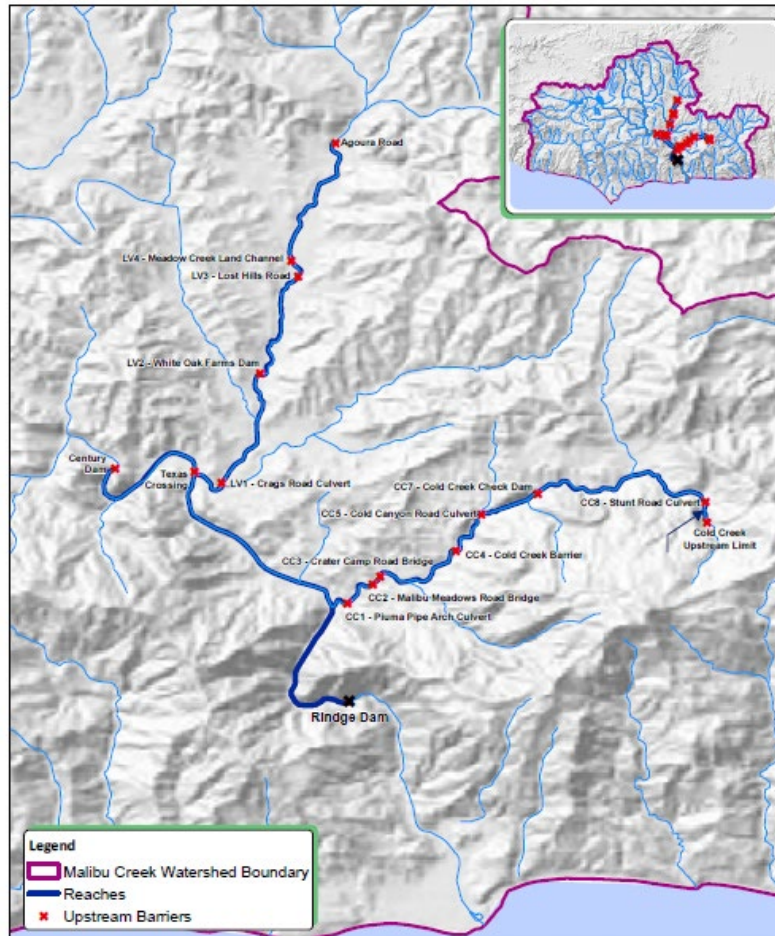 Agoura Road
LV4 - Meadow Creek Land Channel
LV3 - Lost Hills Road
LV2 - White Oak Farms Dam
Century
Dam
Texas
Crossing
LV1 - Crags Road Culvert
CC7 - Cold Creek Check Dam
CC8 - Stunt Road Culvert
CC5 - Cold Canyon Road Culvert
Cold Creek
Upstream Limit
CC3 - Crater Camp Road Bridge
CC4 - Cold Creek Barrier
CC2 - Malibu Meadows Road Bridge
CC1 - Piuma Pipe Arch Culvert
Rindge Dam
Legend
Malibu Creek Watershed Boundary
Reaches
Upstream Barriers